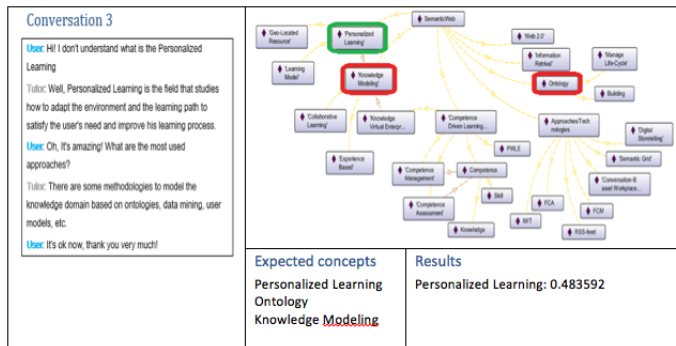 Conversation 3
User: Hi! I don't understand what is the Personalized
Learning
Tutor: Well, Personalized Learning is the field that studies
how to adapt the environment and the learning path to
satisfy the user's need and improve his learning process.
User: Oh, It's amazing! What are the most used
approaches?
Tutor: There are some methodologies to model the
knowledge domain based on ontologies, data mining, user
models, etc.
User: It's ok now, thank you very much!
SemanticWeb
'Geo-Located
Resource'
'Personalized
Learning'
'Web 2.0'
'Information
Retrieval'
'Manage
Life-Cycle'
'Learning
Model'
'Knowledge
Modeling'
Ontology
Building
'Collaborative
Learning'
'Knowledge
Virtual Enterpr...
'Competence
Driven Learning...
Approaches/Tech
nologies
'Digital
Storytelling'
'Experience
Based'
PWLE
'Semantic Grid'
'Competence
Management'
Competence
'Conversation-B
ased Workplace...
'Competence
Assessment'
Skill
FCA
FCM
Knowledge
RSS-feed
Expected concepts
Personalized Learning
Ontology
Knowledge Modeling
Results
Personalized Learning: 0.483592